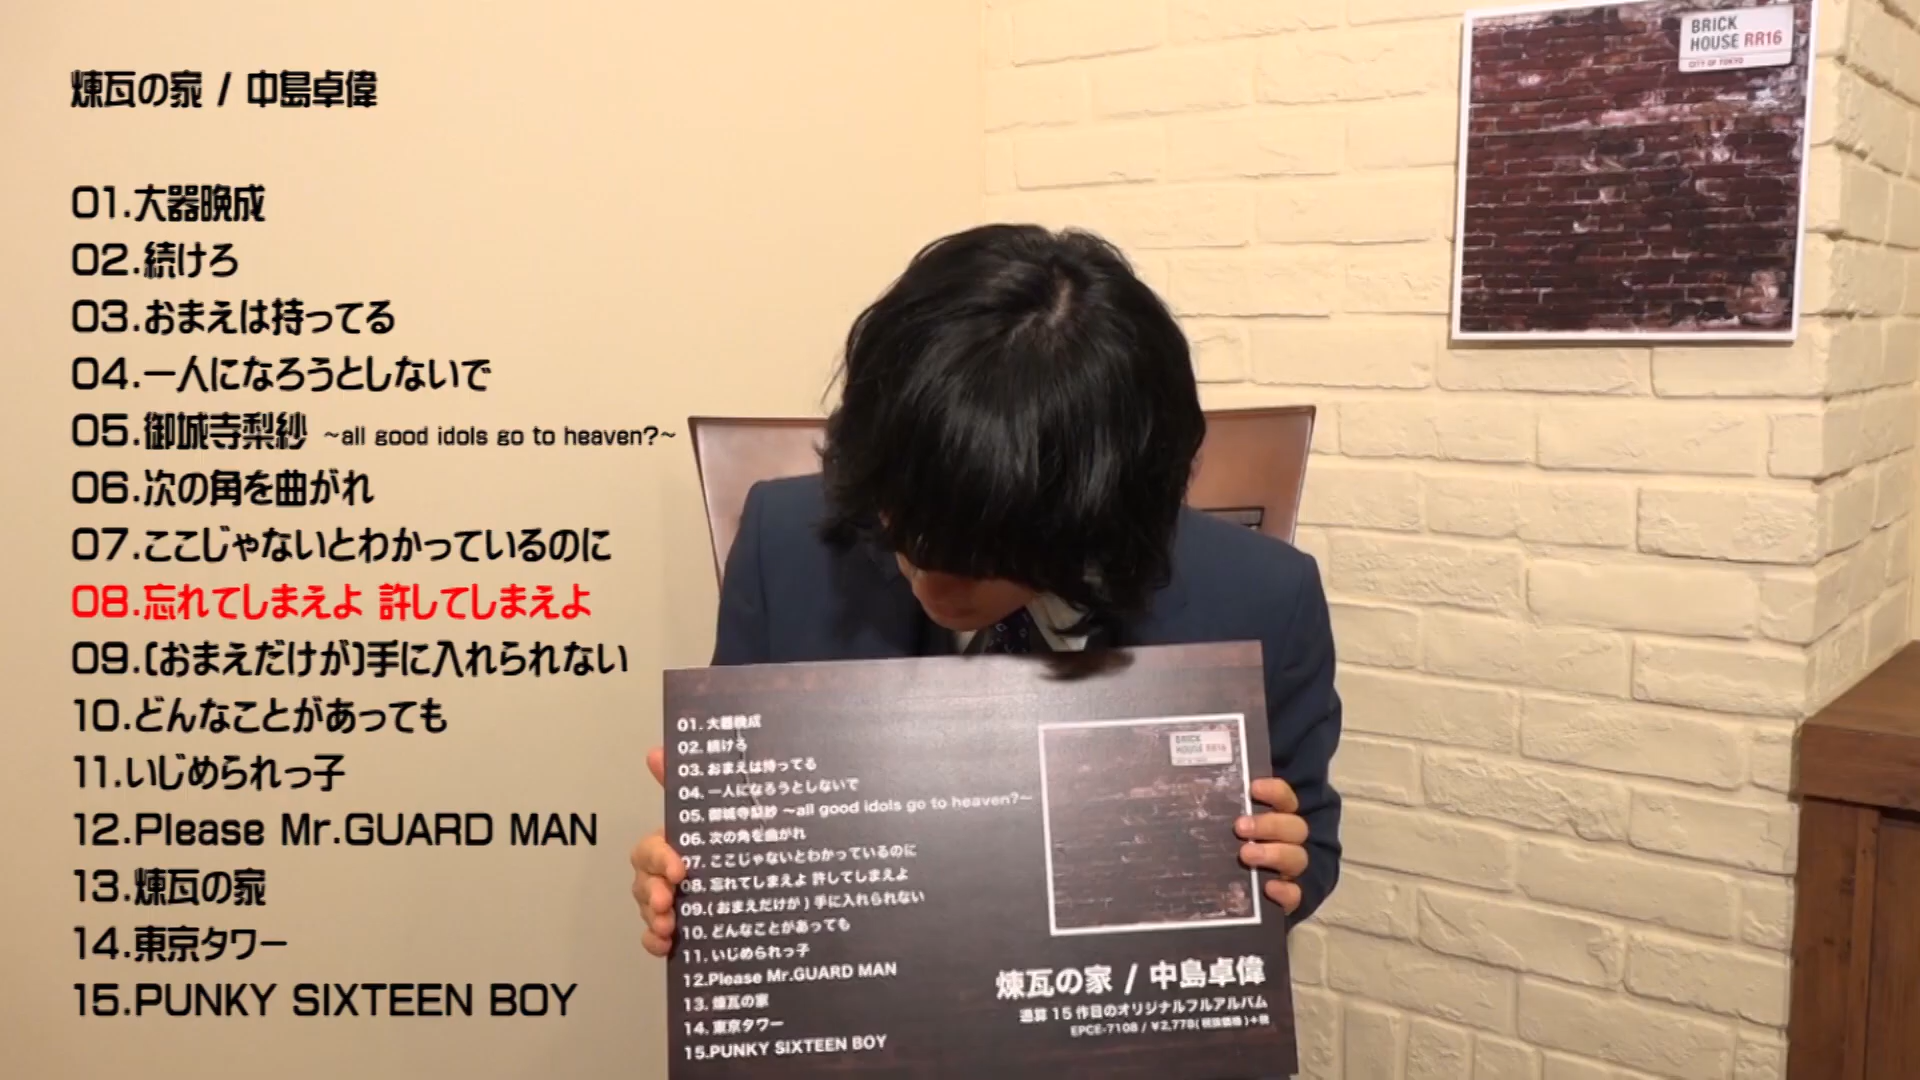 煉瓦の家 / 中島卓偉
01.大器晩成
02.続けろ
03.おまえは持ってる
04.一人になろうとしないで
05.御城寺梨紗 ~all good idols go to heaven?~
06.次の角を曲がれ
07.ここじゃないとわかっているのに
08.忘れてしまえよ 許してしまえよ
09.(おまえだけが)手に入れられない
10.どんなことがあっても
11.いじめられっ子
12.Please Mr.GUARD MAN
13.煉瓦の家
14.東京タワー
15.PUNKY SIXTEEN BOY
BRICK
HOUSE RR16
CITY OF TOKYO
01. 大器晩成
02. 続けろ
03. おまえは持ってる
04. 一人になろうとしないで
05. 御城寺梨紗 ~all good idols go to heaven?~
06. 次の角を曲がれ
07. ここじゃないとわかっているのに
08. 忘れてしまえよ 許してしまえよ
09.( おまえだけが ) 手に入れられない
10. どんなことがあっても
11. いじめられっ子
12.Please Mr.GUARD MAN
13. 煉瓦の家
14. 東京タワー
15.PUNKY SIXTEEN BOY
BRICK
HOUSE RR16
煉瓦の家 / 中島卓偉
通算 15 作目のオリジナルフルアルバム
EPCE-7108 / ¥2,778( 税抜価格 )+税